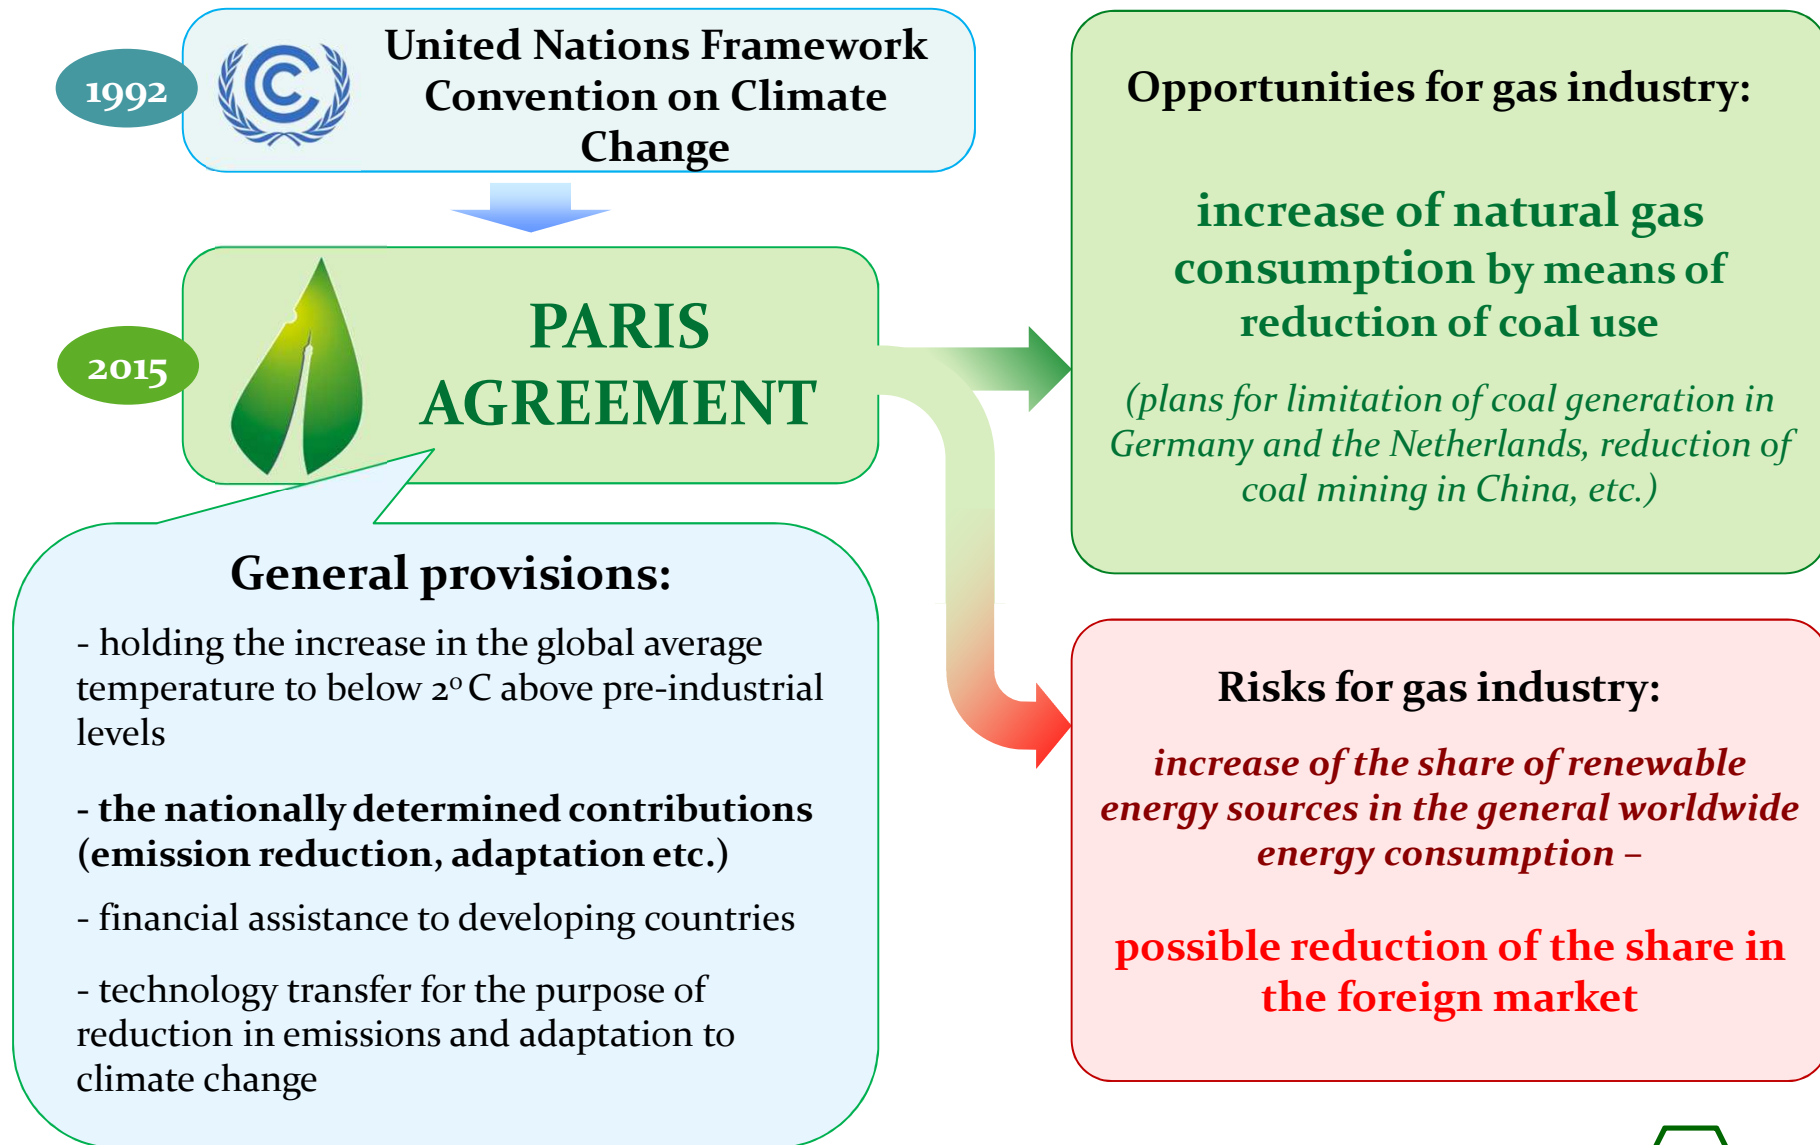 1992
United Nations Framework
Convention on Climate
Change
2015
PARIS
AGREEMENT
General provisions:
- holding the increase in the global average
temperature to below 2º C above pre-industrial
levels
- the nationally determined contributions
(emission reduction, adaptation etc.)
- financial assistance to developing countries
- technology transfer for the purpose of
reduction in emissions and adaptation to
climate change
Opportunities for gas industry:
increase of natural gas
consumption by means of
reduction of coal use
(plans for limitation of coal generation in
Germany and the Netherlands, reduction of
coal mining in China, etc.)
Risks for gas industry:
increase of the share of renewable
energy sources in the general worldwide
energy consumption –
possible reduction of the share in
the foreign market